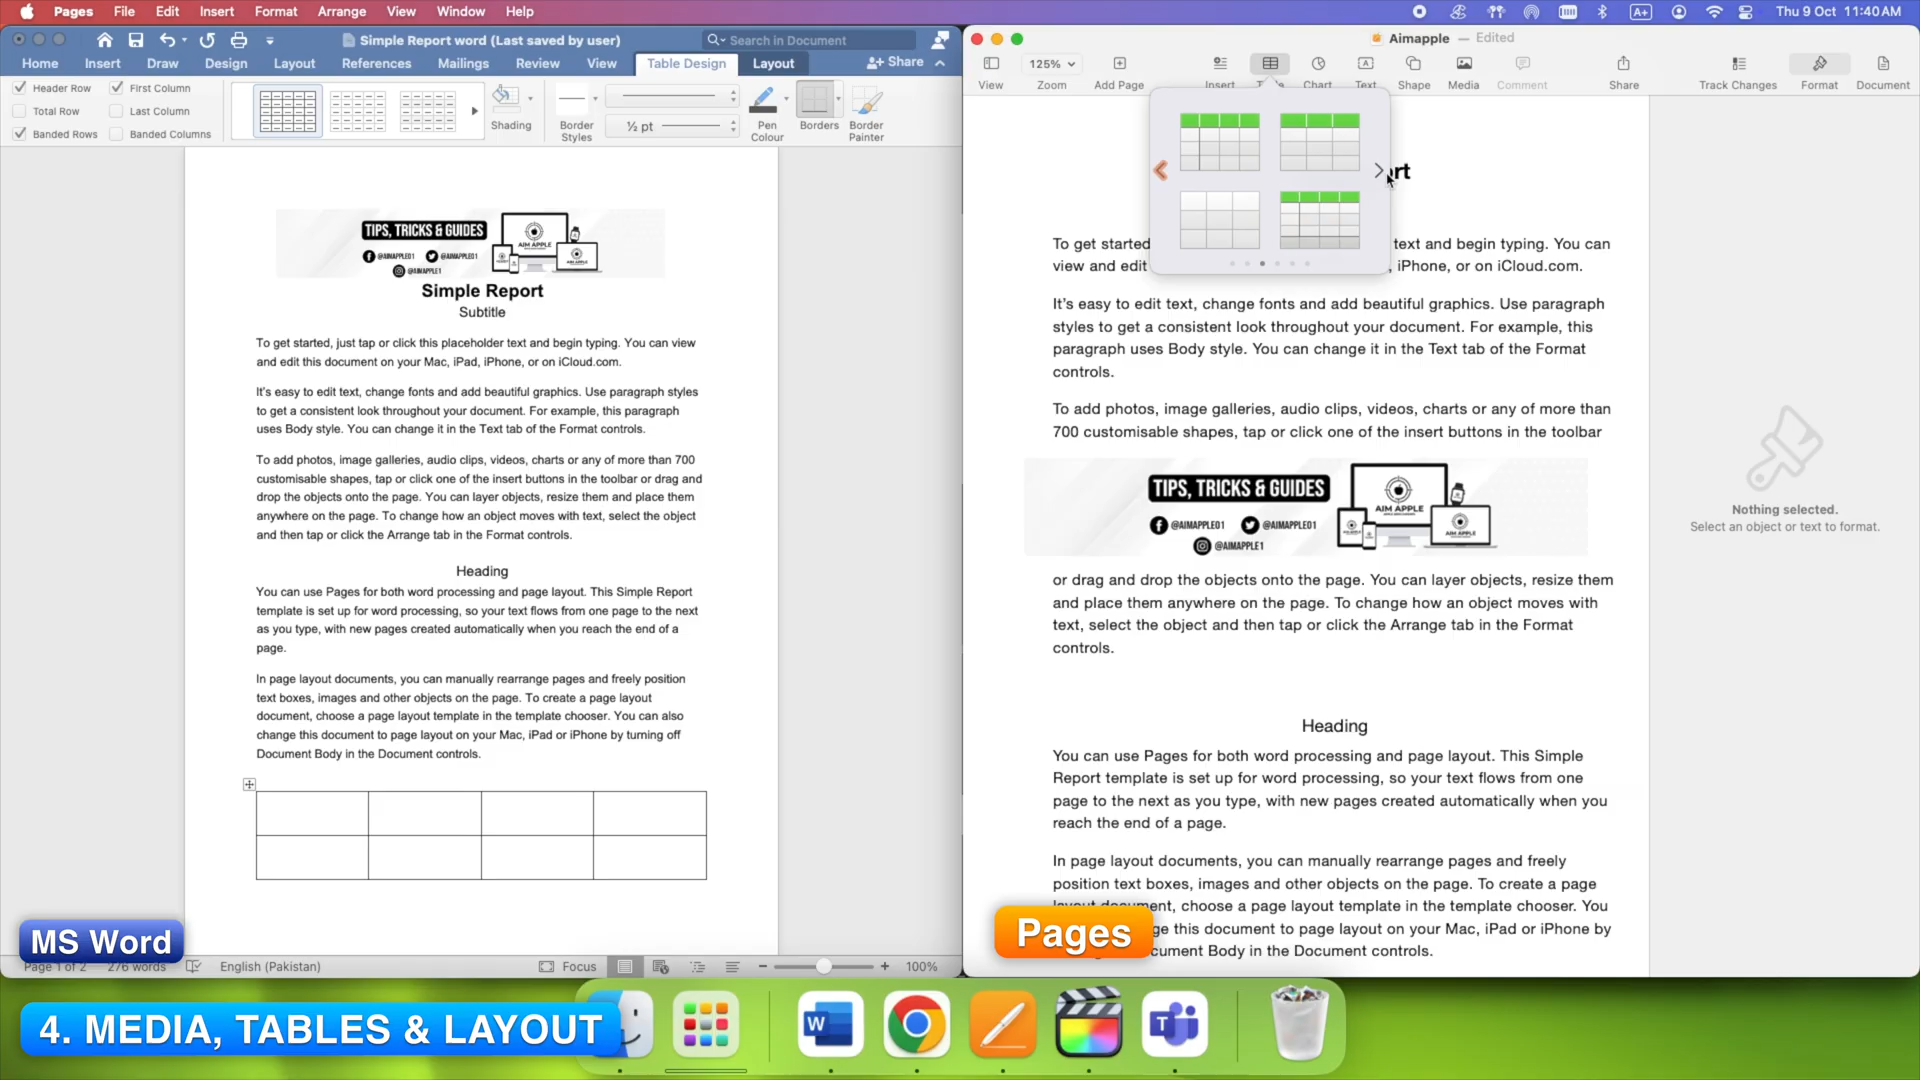 Pages File Edit Insert Format Arrange View Window Help
A+
Thu 9 Oct 11:40 AM
Simple Report word (Last saved by user)
Search in Document
Home Insert Draw Design Layout References Mailings Review View Table Design Layout
Share
Header Row First Column
Total Row Last Column
Banded Rows Banded Columns
Shading
Border Styles
½ pt
Pen Colour
Borders
Border Painter
TIPS, TRICKS & GUIDES
@AIMAPPLE01 @AIMAPPLE01
@AIMAPPLE1
AIM APPLE
Simple Report
Subtitle
To get started, just tap or click this placeholder text and begin typing. You can view
and edit this document on your Mac, iPad, iPhone, or on iCloud.com.
It's easy to edit text, change fonts and add beautiful graphics. Use paragraph styles
to get a consistent look throughout your document. For example, this paragraph
uses Body style. You can change it in the Text tab of the Format controls.
To add photos, image galleries, audio clips, videos, charts or any of more than 700
customisable shapes, tap or click one of the insert buttons in the toolbar or drag and
drop the objects onto the page. You can layer objects, resize them and place them
anywhere on the page. To change how an object moves with text, select the object
and then tap or click the Arrange tab in the Format controls.
Heading
You can use Pages for both word processing and page layout. This Simple Report
template is set up for word processing, so your text flows from one page to the next
as you type, with new pages created automatically when you reach the end of a
page.
In page layout documents, you can manually rearrange pages and freely position
text boxes, images and other objects on the page. To create a page layout
document, choose a page layout template in the template chooser. You can also
change this document to page layout on your Mac, iPad or iPhone by turning off
Document Body in the Document controls.
MS Word
Page 1 of 2 276 words English (Pakistan)
Focus
100%
Aimapple — Edited
125%
View Zoom Add Page Insert Chart Text Shape Media Comment Share Track Changes Format Document
rt
To get started
text and begin typing. You can
view and edit
, iPhone, or on iCloud.com.
It's easy to edit text, change fonts and add beautiful graphics. Use paragraph
styles to get a consistent look throughout your document. For example, this
paragraph uses Body style. You can change it in the Text tab of the Format
controls.
To add photos, image galleries, audio clips, videos, charts or any of more than
700 customisable shapes, tap or click one of the insert buttons in the toolbar
TIPS, TRICKS & GUIDES
@AIMAPPLE01 @AIMAPPLE01
@AIMAPPLE1
AIM APPLE
or drag and drop the objects onto the page. You can layer objects, resize them
and place them anywhere on the page. To change how an object moves with
text, select the object and then tap or click the Arrange tab in the Format
controls.
Heading
You can use Pages for both word processing and page layout. This Simple
Report template is set up for word processing, so your text flows from one
page to the next as you type, with new pages created automatically when you
reach the end of a page.
In page layout documents, you can manually rearrange pages and freely
position text boxes, images and other objects on the page. To create a page
layout document, choose a page layout template in the template chooser. You
ge this document to page layout on your Mac, iPad or iPhone by
cument Body in the Document controls.
Pages
Nothing selected.
Select an object or text to format.
4. MEDIA, TABLES & LAYOUT
W
T